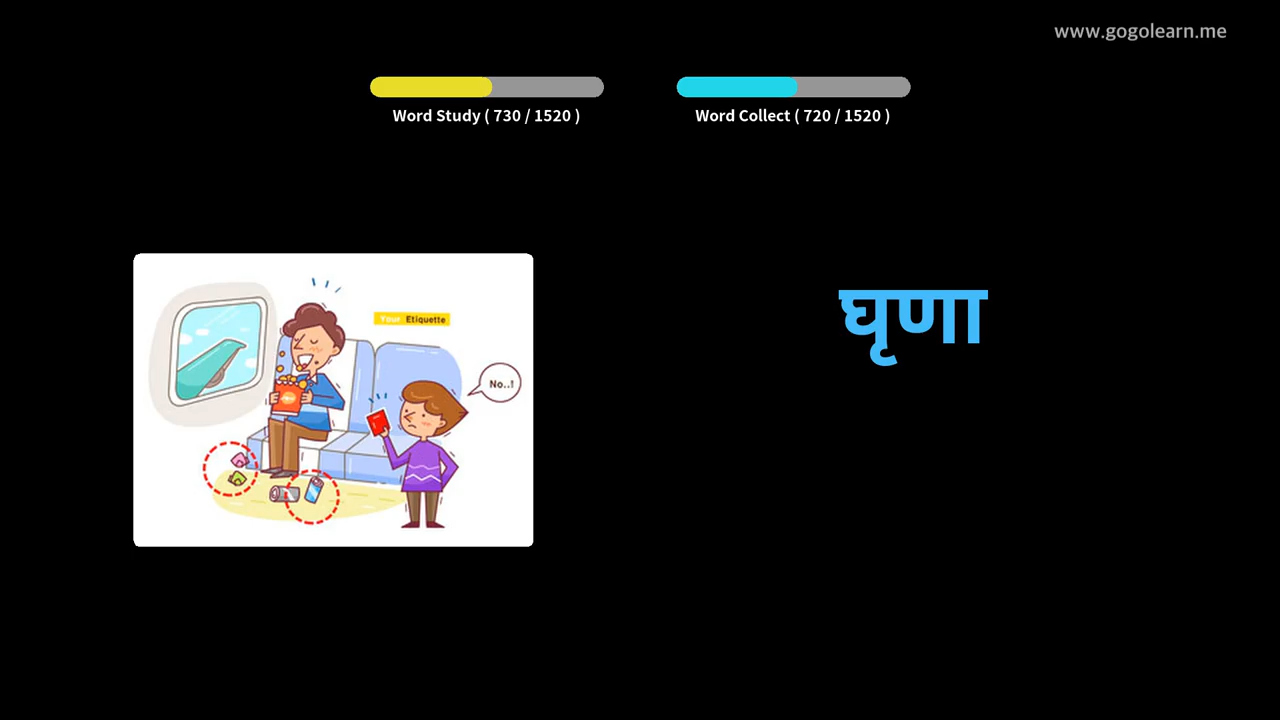 www.gogolearn.me
Word Study ( 730 / 1520 )
Word Collect ( 720 / 1520 )
Your Etiquette
No..!
घृणा